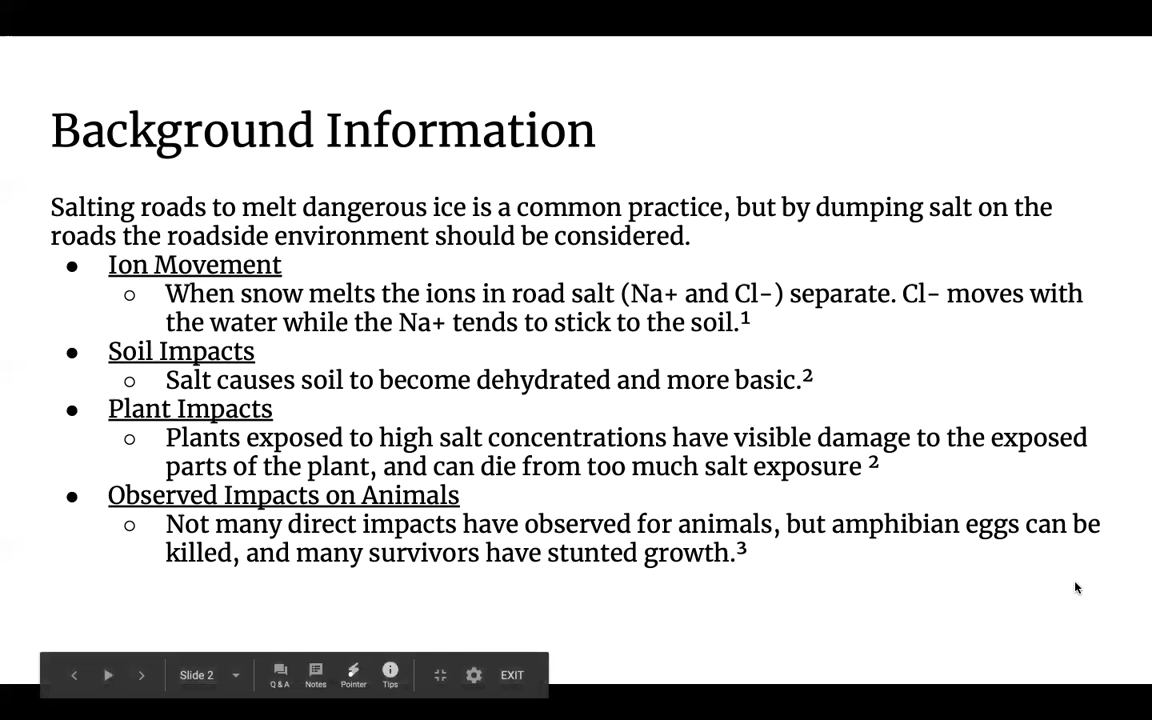 Background Information
Salting roads to melt dangerous ice is a common practice, but by dumping salt on the
roads the roadside environment should be considered.
● Ion Movement
○ When snow melts the ions in road salt (Na+ and Cl-) separate. Cl- moves with
the water while the Na+ tends to stick to the soil.¹
● Soil Impacts
○ Salt causes soil to become dehydrated and more basic.²
● Plant Impacts
○ Plants exposed to high salt concentrations have visible damage to the exposed
parts of the plant, and can die from too much salt exposure ²
● Observed Impacts on Animals
○ Not many direct impacts have observed for animals, but amphibian eggs can be
killed, and many survivors have stunted growth.³
Slide 2 Q & A Notes Pointer Tips EXIT